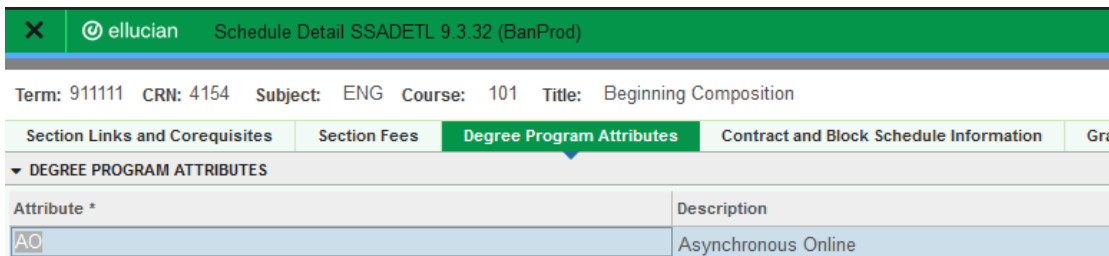 ellucian Schedule Detail SSADETL 9.3.32 (BanProd)
Term: 911111 CRN: 4154 Subject: ENG Course: 101 Title: Beginning Composition
Section Links and Corequisites Section Fees Degree Program Attributes Contract and Block Schedule Information Gra
DEGREE PROGRAM ATTRIBUTES
Attribute * Description
AO Asynchronous Online